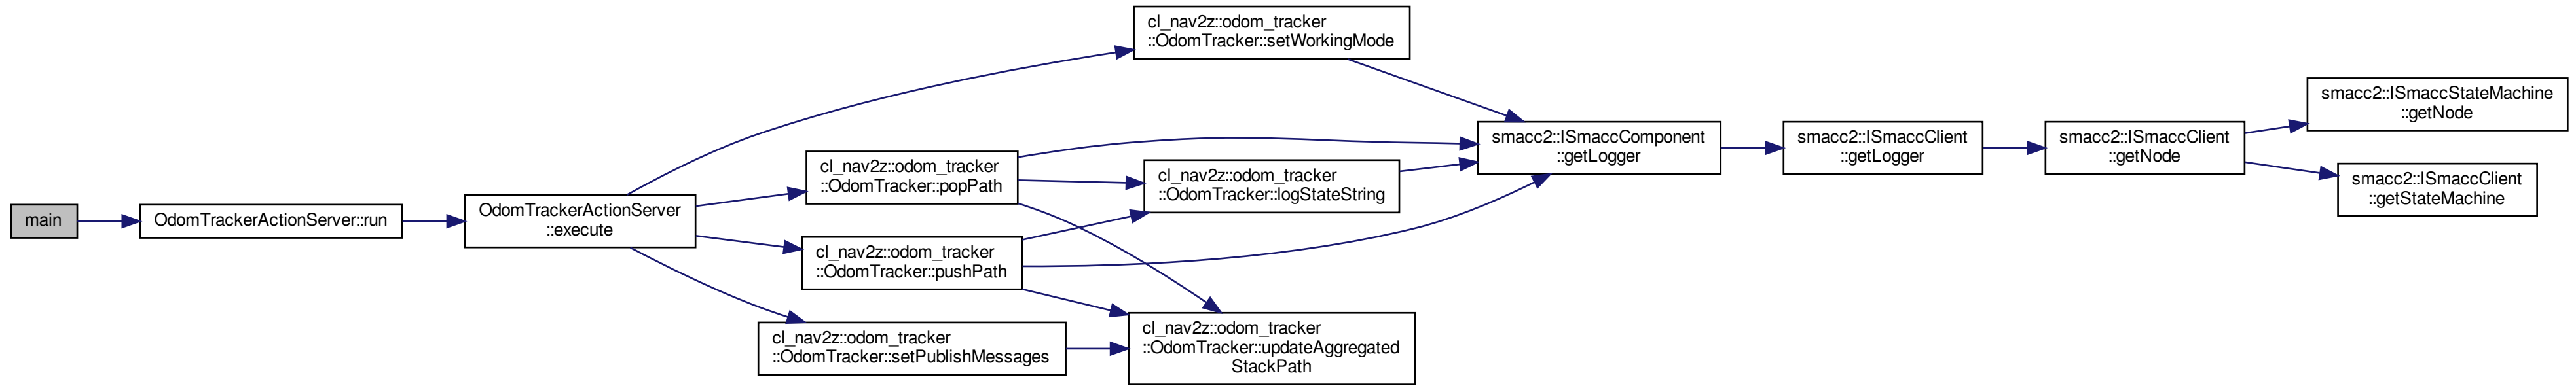 main
OdomTrackerActionServer::run
OdomTrackerActionServer
::execute
cl_nav2z::odom_tracker
::OdomTracker::setWorkingMode
cl_nav2z::odom_tracker
::OdomTracker::popPath
cl_nav2z::odom_tracker
::OdomTracker::pushPath
cl_nav2z::odom_tracker
::OdomTracker::setPublishMessages
cl_nav2z::odom_tracker
::OdomTracker::logStateString
cl_nav2z::odom_tracker
::OdomTracker::updateAggregated
StackPath
smacc2::ISmaccComponent
::getLogger
smacc2::ISmaccClient
::getLogger
smacc2::ISmaccClient
::getNode
smacc2::ISmaccStateMachine
::getNode
smacc2::ISmaccClient
::getStateMachine